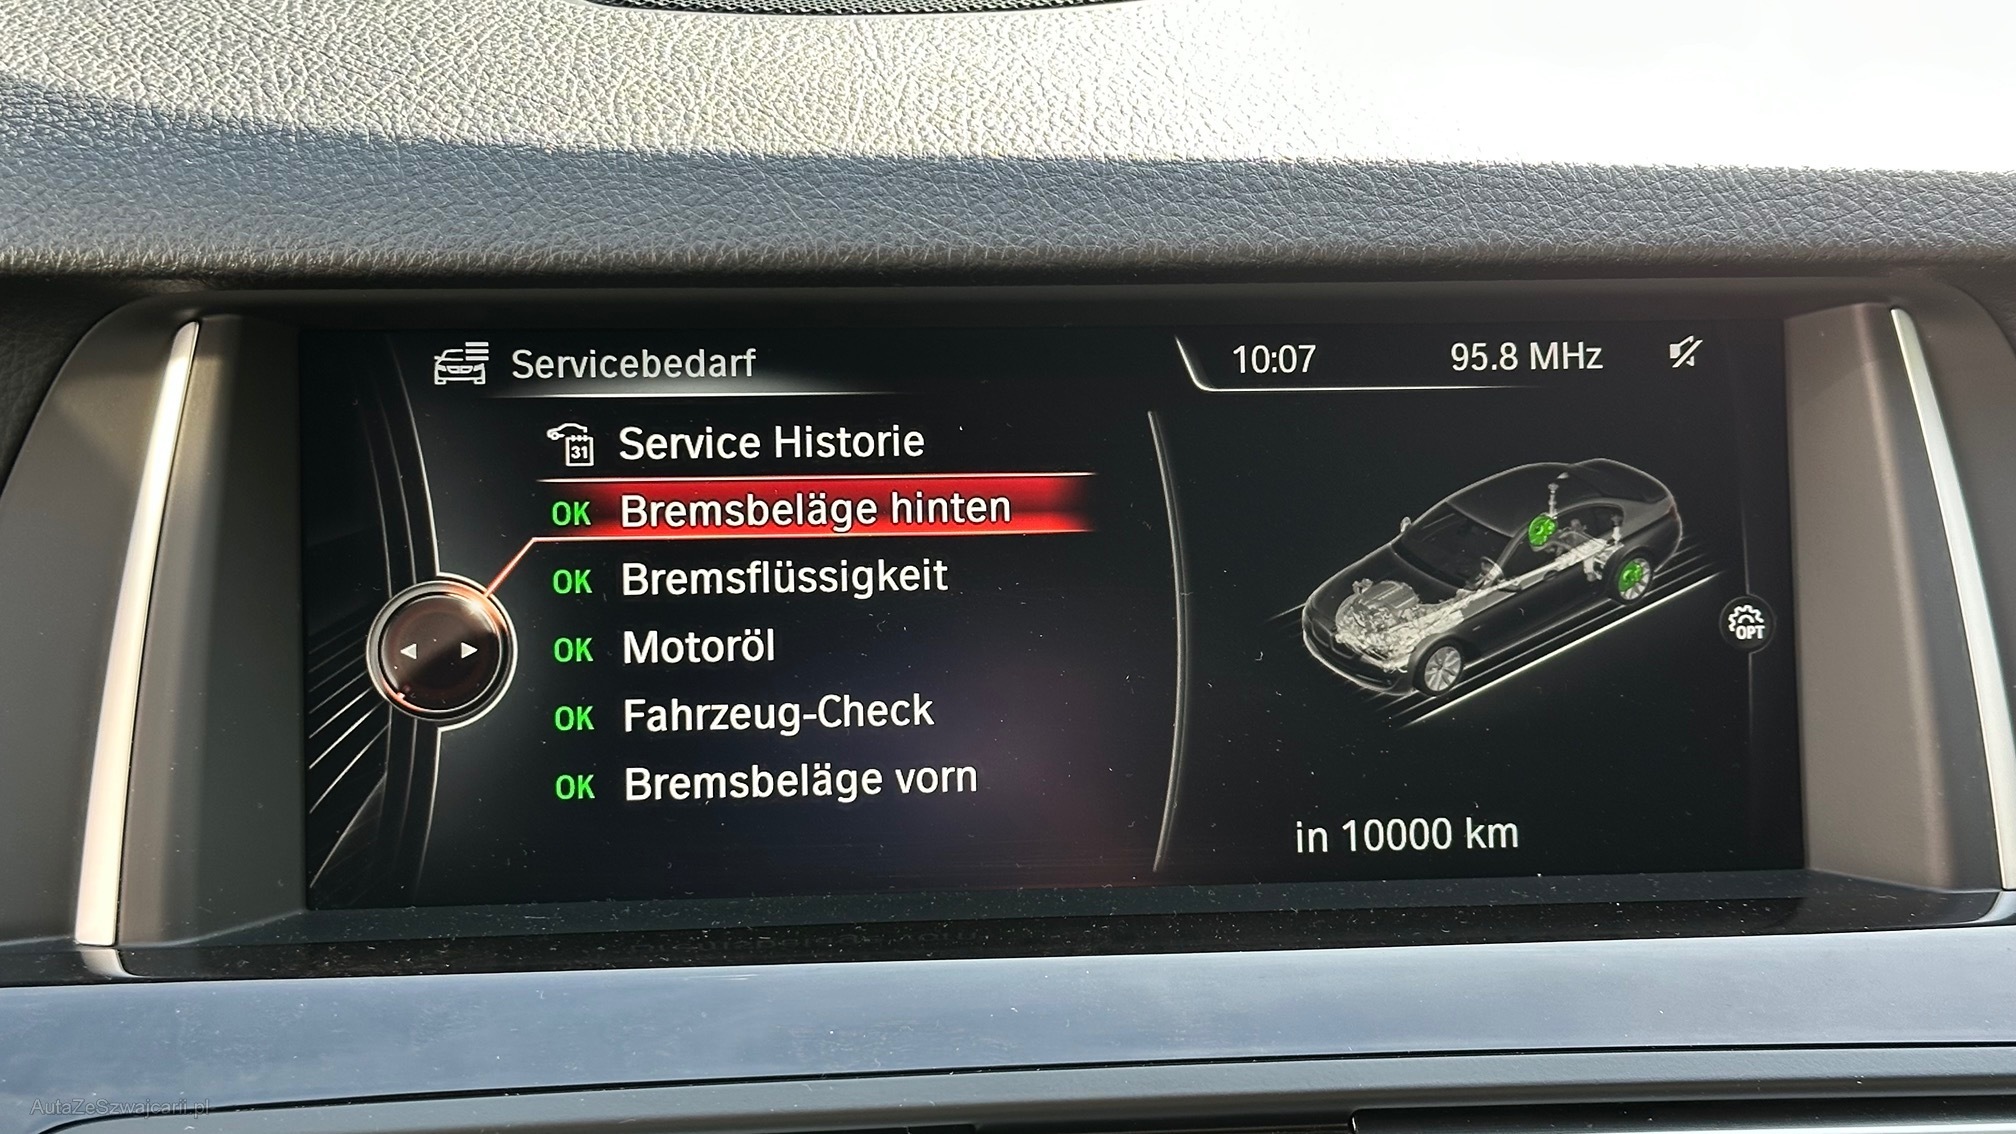 Servicebedarf
10:07
95.8 MHz
31
Service Historie
OK Bremsbeläge hinten
OK Bremsflüssigkeit
OK Motoröl
OK Fahrzeug-Check
OK Bremsbeläge vorn
OPT
in 10000 km
AutaZeSzwajcarii.pl